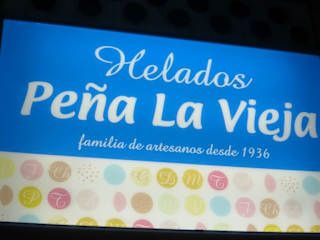 Helados
Peña La Vieja
familia de artesanos desde 1936